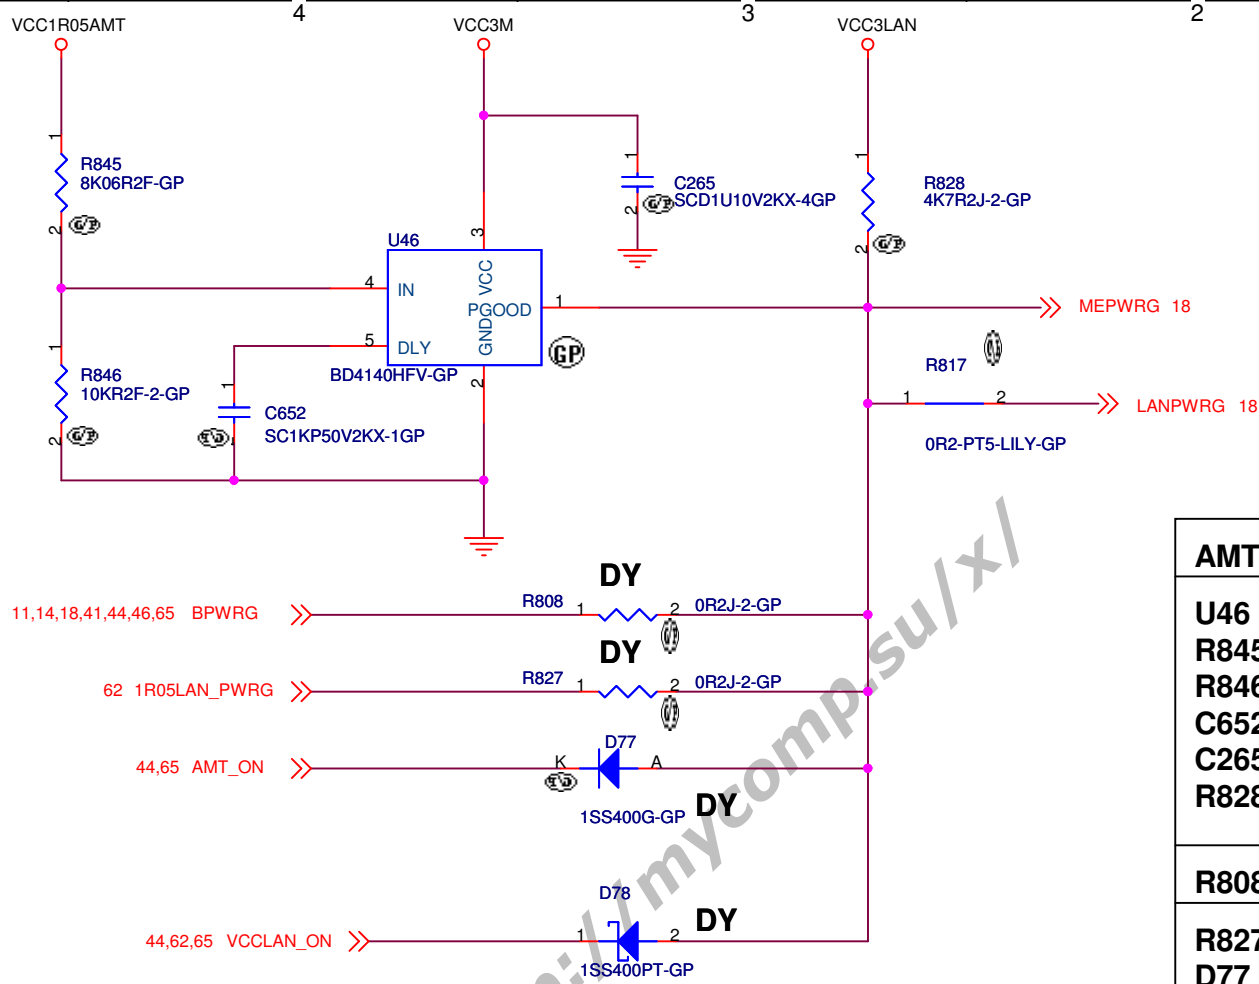 4
3
2
VCC1R05AMT
VCC3M
VCC3LAN
1
R845
8K06R2F-GP
2
G/P
1
C265
SCD1U10V2KX-4GP
2
G/P
1
R828
4K7R2J-2-GP
2
G/P
U46
3
4
IN
VCC
PGOOD
1
GND
5
DLY
2
BD4140HFV-GP
GP
MEPWRG 18
R817
1
2
LANPWRG 18
0R2-PT5-LILY-GP
1
R846
10KR2F-2-GP
2
G/P
1
C652
SC1KP50V2KX-1GP
DY
11,14,18,41,44,46,65 BPWRG
R808
1
2
0R2J-2-GP
DY
62 1R05LAN_PWRG
R827
1
2
0R2J-2-GP
D77
44,65 AMT_ON
K
A
1SS400G-GP
DY
D78
44,62,65 VCCLAN_ON
1
2
1SS400PT-GP
DY
AMT
U46
R845
R846
C652
C265
R828
R808
R827
D77
://mycomp.su/x/